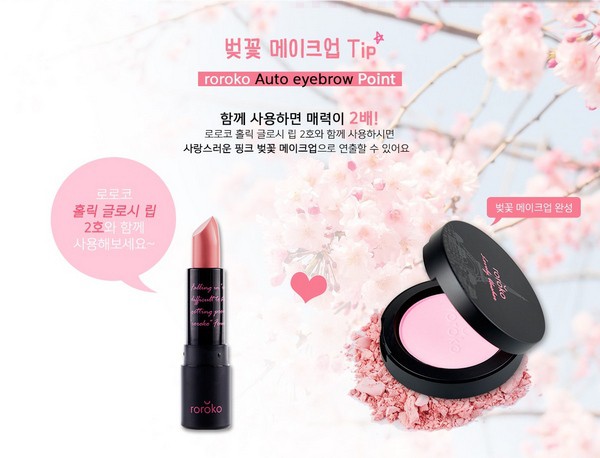 벚꽃 메이크업 Tip
roroko Auto eyebrow Point
함께 사용하면 매력이 2배!
로로코 홀릭 글로시 립 2호와 함께 사용하시면
사랑스러운 핑크 벚꽃 메이크업으로 연출할 수 있어요
로로코
홀릭 글로시 립
2호와 함께
사용해보세요~
벚꽃 메이크업 완성
roroko
difficult to
roroko
roroko